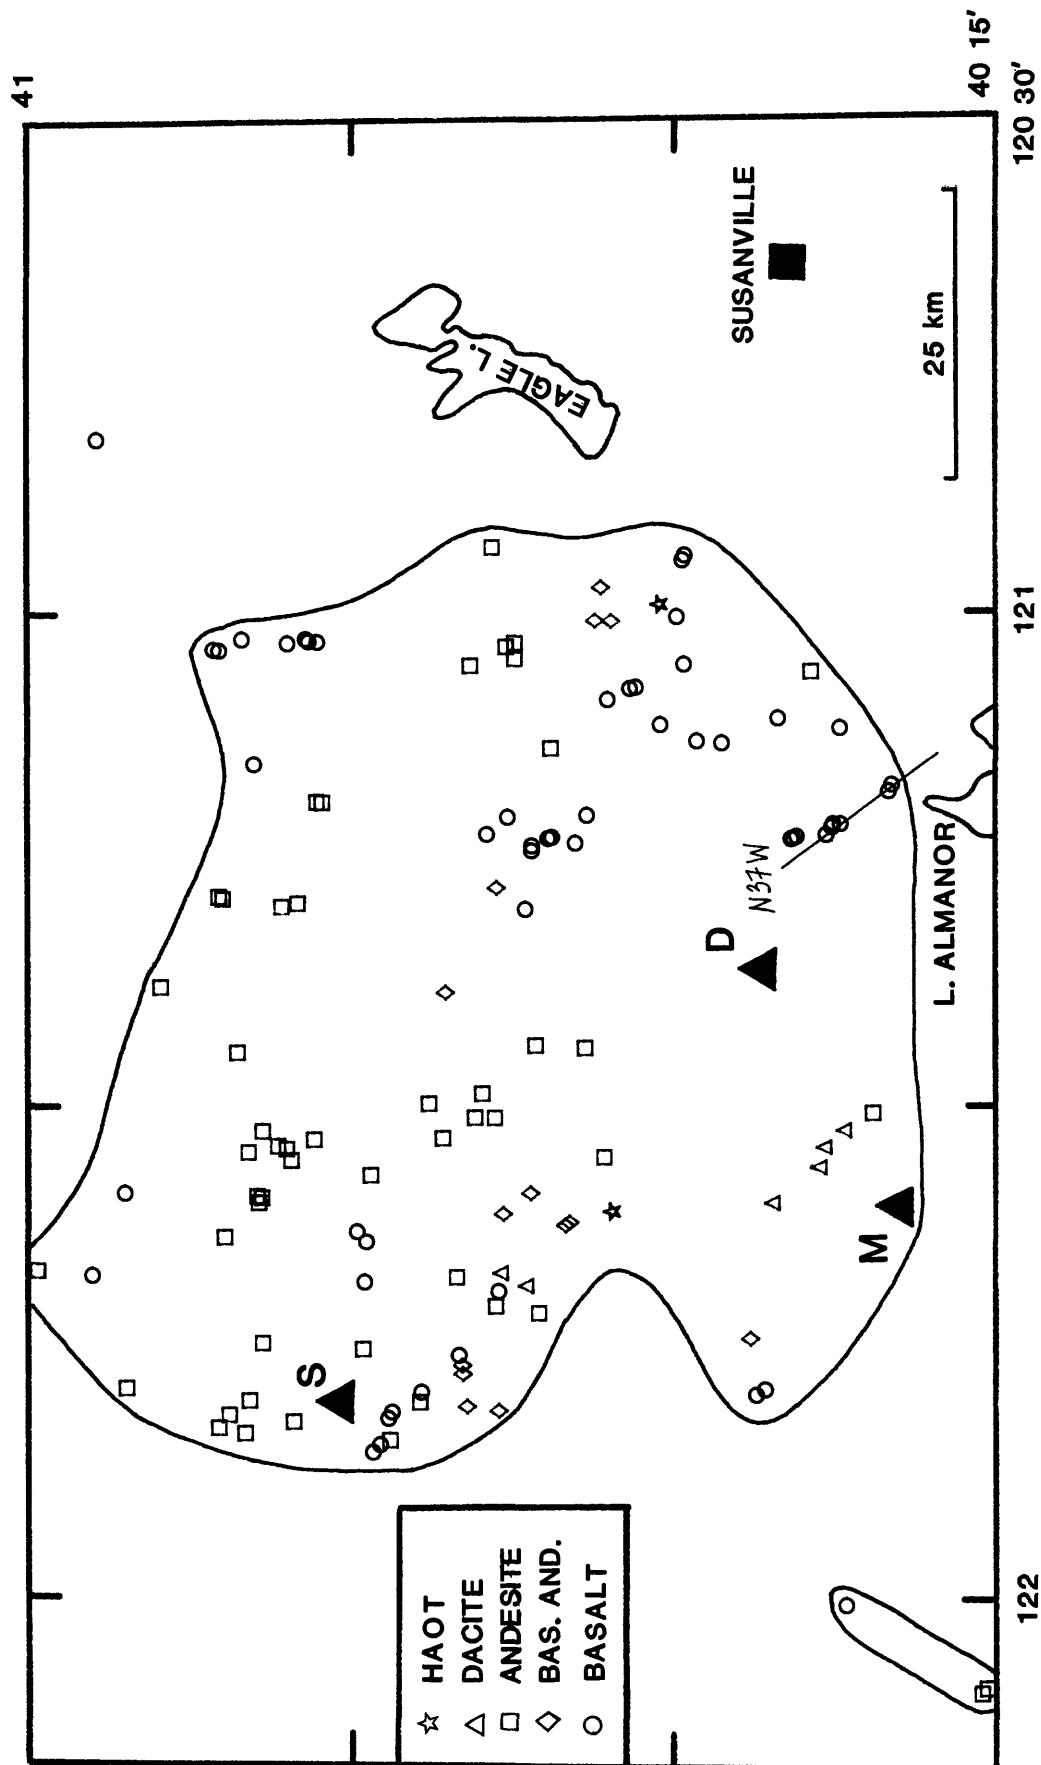 41
40 15'
120 30'
121
122
SUSANVILLE
25 km
EAGLE L.
L. ALMANOR
N37W
D
M
S
HAOT
DACITE
ANDESITE
BAS. AND.
BASALT